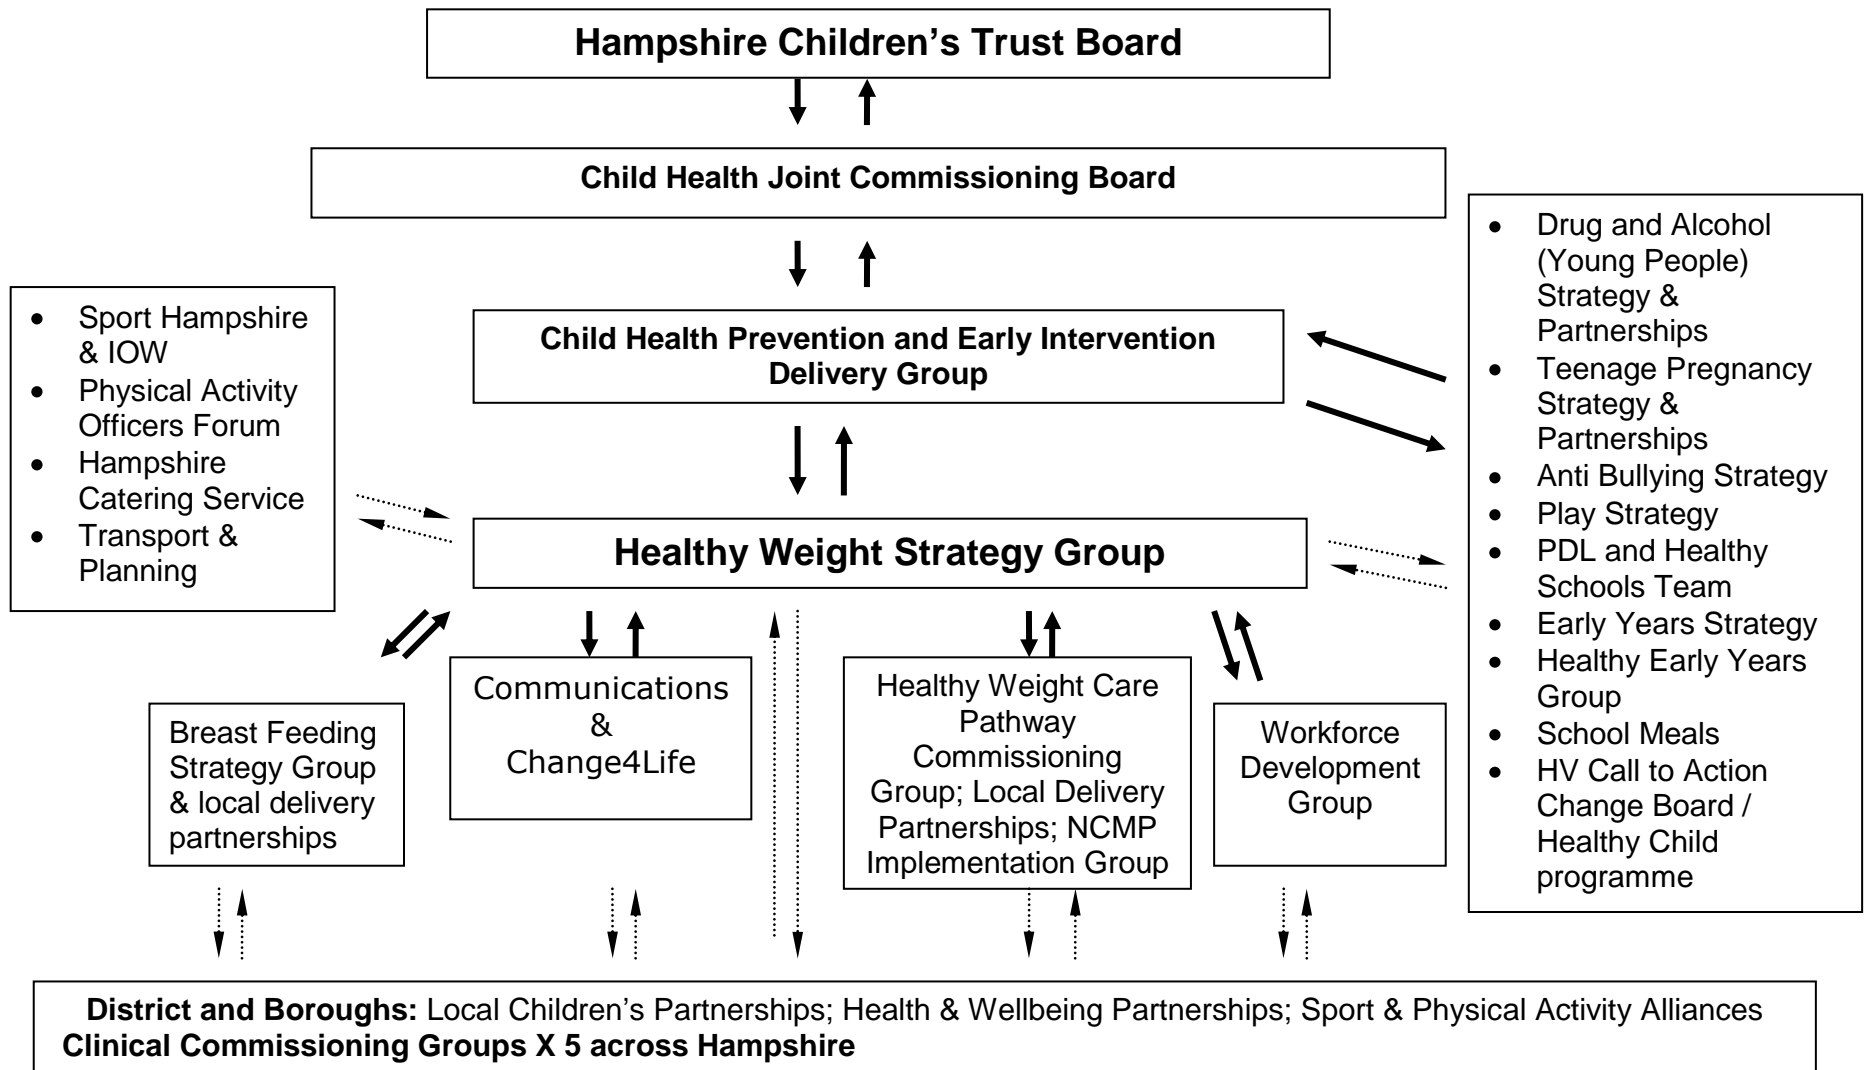 Hampshire Children's Trust Board
Child Health Joint Commissioning Board
• Sport Hampshire
& IOW
• Physical Activity
Officers Forum
• Hampshire
Catering Service
• Transport &
Planning
Child Health Prevention and Early Intervention
Delivery Group
• Drug and Alcohol
(Young People)
Strategy &
Partnerships
• Teenage Pregnancy
Strategy &
Partnerships
• Anti Bullying Strategy
• Play Strategy
• PDL and Healthy
Schools Team
• Early Years Strategy
• Healthy Early Years
Group
• School Meals
• HV Call to Action
Change Board /
Healthy Child
programme
Healthy Weight Strategy Group
Breast Feeding
Strategy Group
& local delivery
partnerships
Communications
&
Change4Life
Healthy Weight Care
Pathway
Commissioning
Group; Local Delivery
Partnerships; NCMP
Implementation Group
Workforce
Development
Group
District and Boroughs: Local Children's Partnerships; Health & Wellbeing Partnerships; Sport & Physical Activity Alliances
Clinical Commissioning Groups X 5 across Hampshire